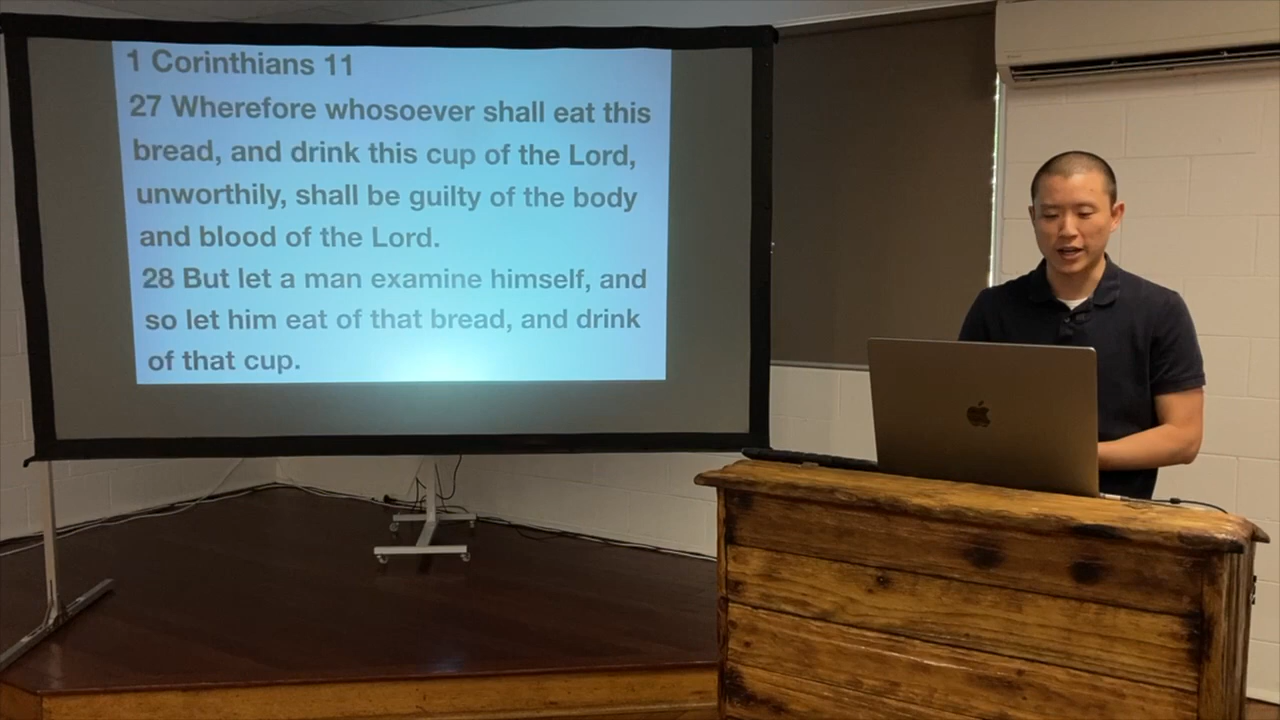 1 Corinthians 11
27 Wherefore whosoever shall eat this
bread, and drink this cup of the Lord,
unworthily, shall be guilty of the body
and blood of the Lord.
28 But let a man examine himself, and
so let him eat of that bread, and drink
of that cup.